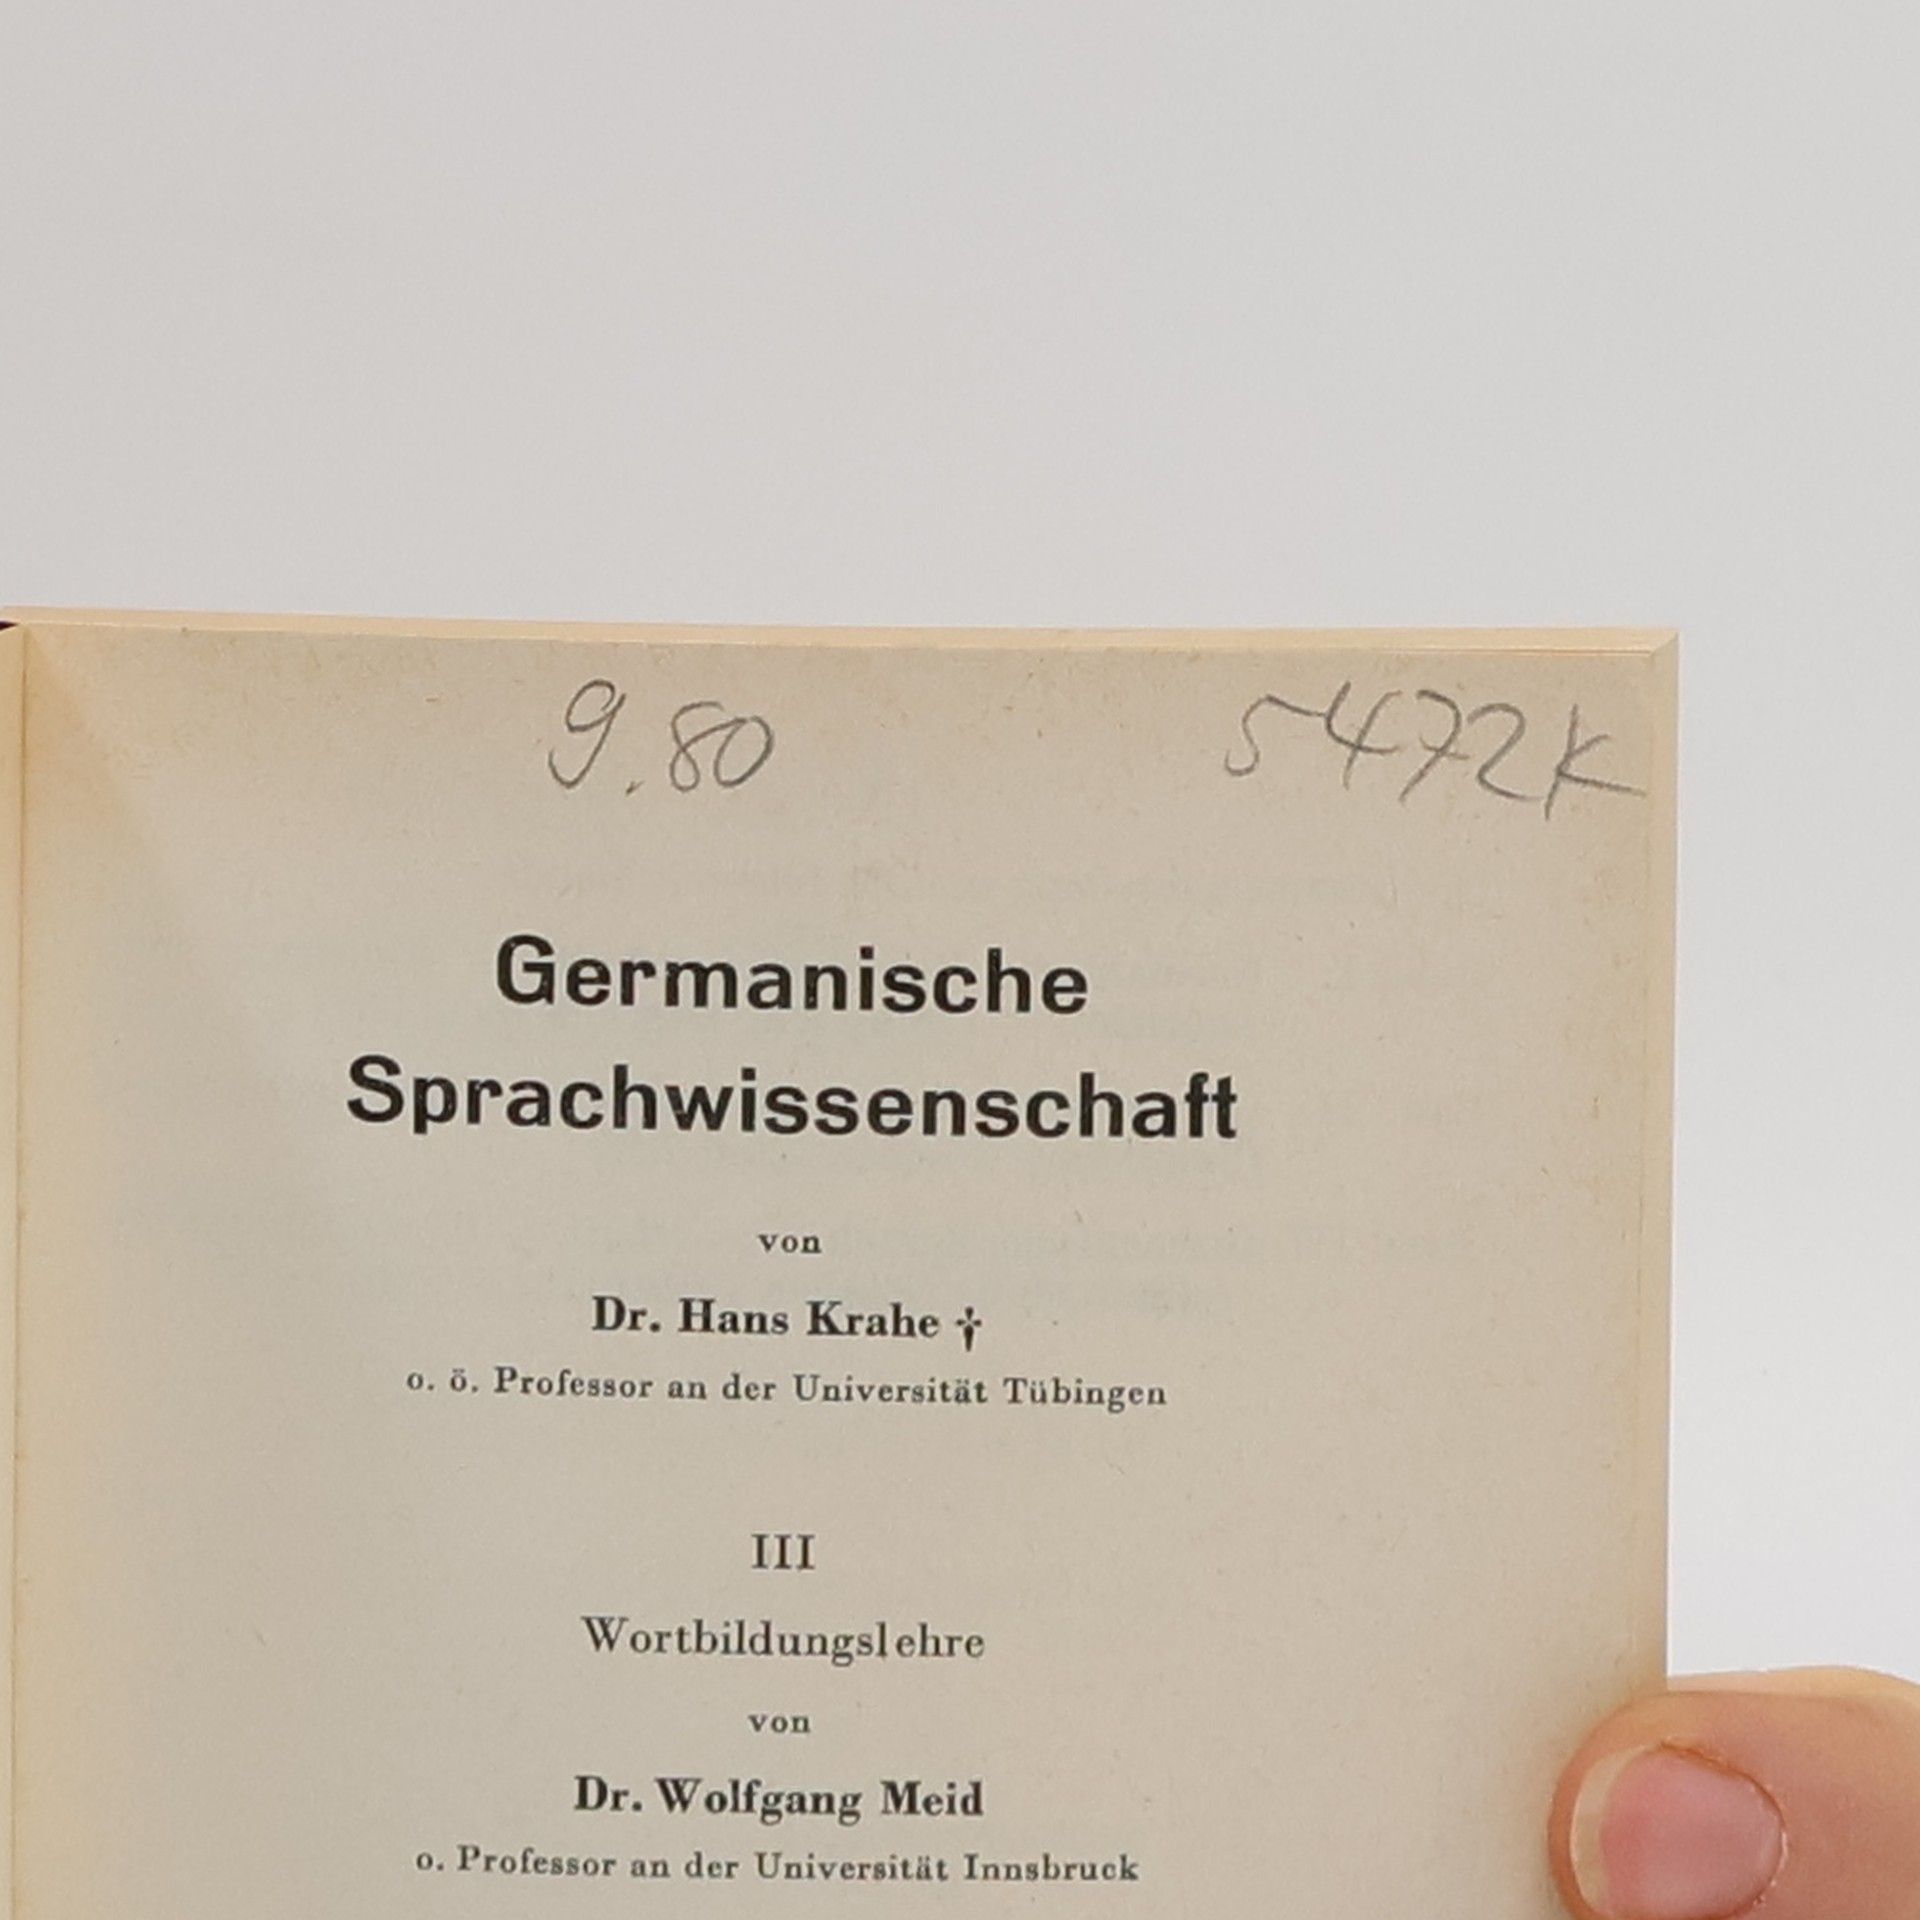 9.80 5472K
Germanische
Sprachwissenschaft
von
Dr. Hans Krahe †
o. ö. Professor an der Universität Tübingen
III
Wortbildungslehre
von
Dr. Wolfgang Meid
o. Professor an der Universität Innsbruck